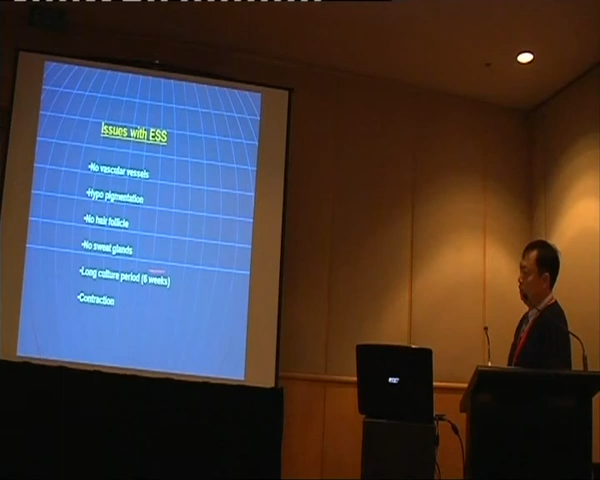 Issues with ESS
•No vascular vessels
•Hypo pigmentation
•No hair follicle
•No sweat glands
•Long culture period (6 weeks)
•Contraction
acer